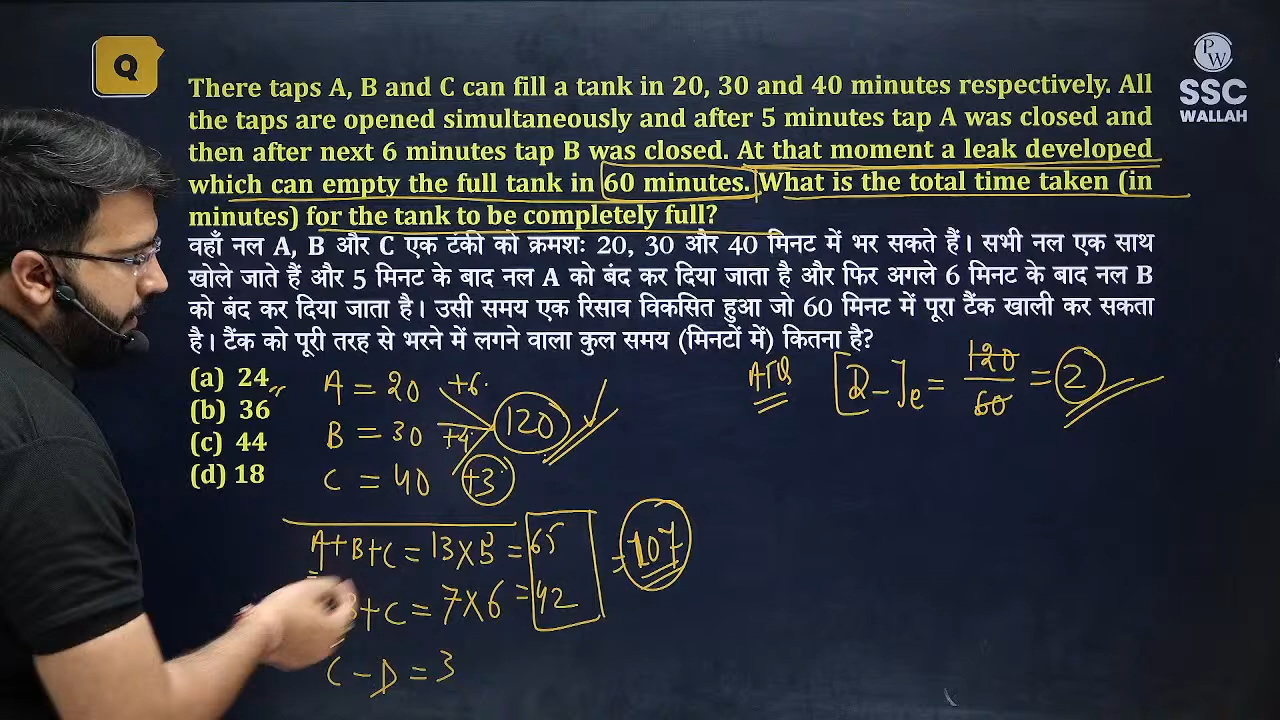 Q
PW
SSC
WALLAH
There taps A, B and C can fill a tank in 20, 30 and 40 minutes respectively. All
the taps are opened simultaneously and after 5 minutes tap A was closed and
then after next 6 minutes tap B was closed. At that moment a leak developed
which can empty the full tank in 60 minutes. What is the total time taken (in
minutes) for the tank to be completely full?
वहाँ नल A, B और C एक टंकी को क्रमशः 20, 30 और 40 मिनट में भर सकते हैं। सभी नल एक साथ
खोले जाते हैं और 5 मिनट के बाद नल A को बंद कर दिया जाता है और फिर अगले 6 मिनट के बाद नल B
को बंद कर दिया जाता है। उसी समय एक रिसाव विकसित हुआ जो 60 मिनट में पूरा टैंक खाली कर सकता
है। टैंक को पूरी तरह से भरने में लगने वाला कुल समय (मिनटों में) कितना है?
(a) 24
(b) 36
(c) 44
(d) 18
A = 20 +6
B = 30 +4 120
C = 40 +3
A+B+C = 13×5 = 65
B+C = 7×6 = 42
= 107
C - D = 3
ATQ [D-]e = 120/60 = 2